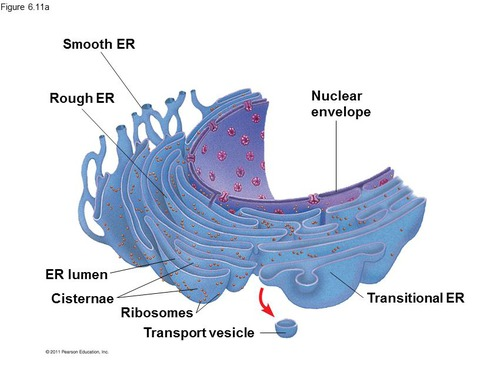 Figure 6.11a
Smooth ER
Rough ER
Nuclear
envelope
ER lumen
Cisternae
Ribosomes
Transport vesicle
Transitional ER
© 2011 Pearson Education, Inc.